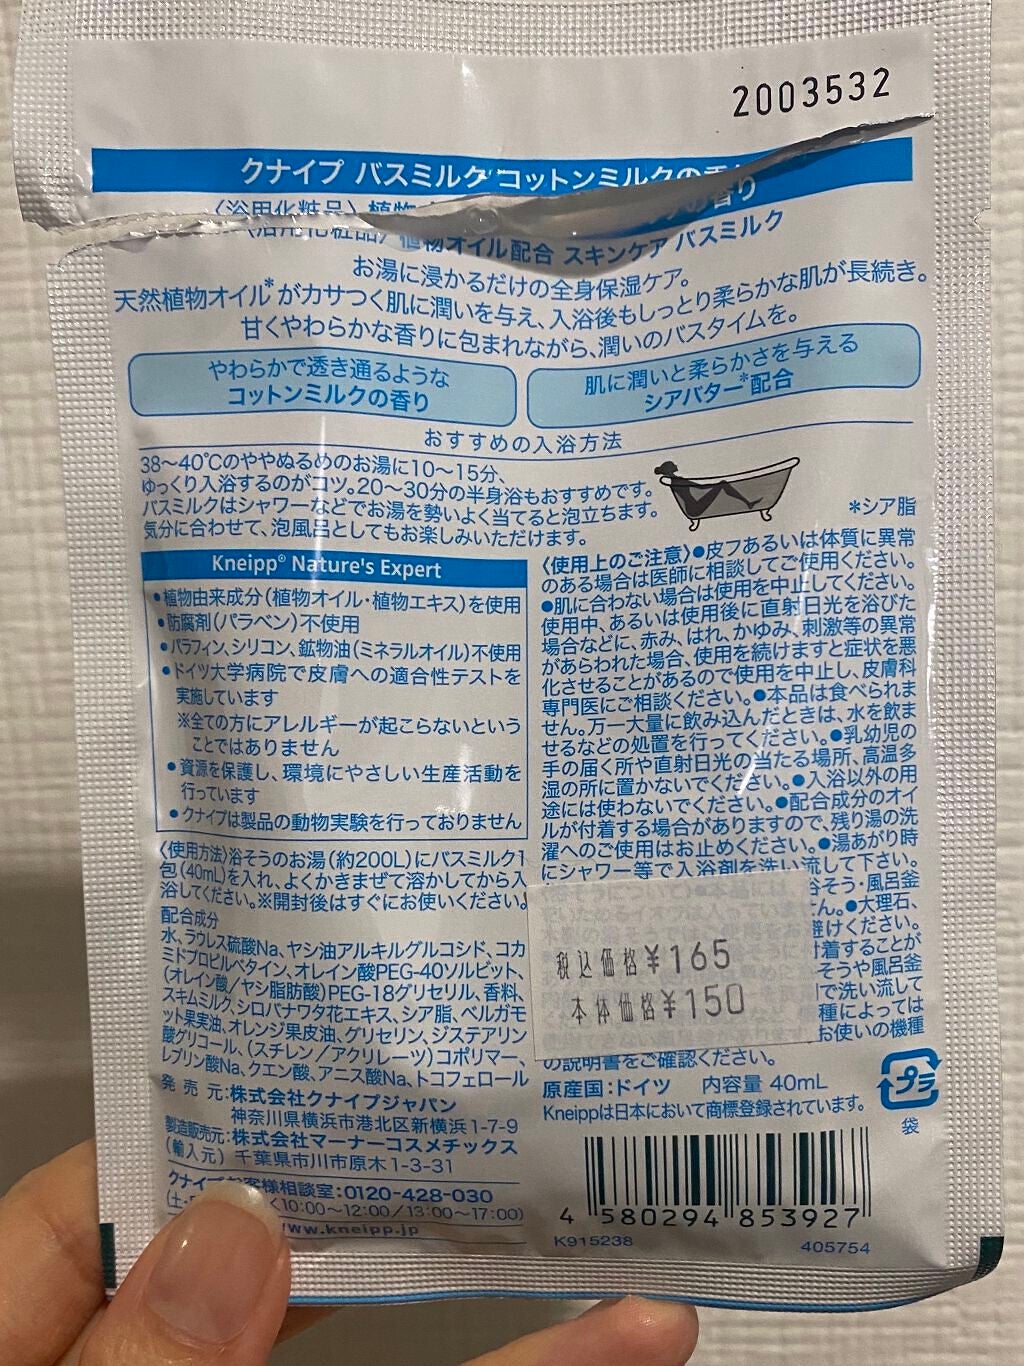 2003532
クナイプ バスミルク コットンミルクの香り
〈浴用化粧品〉植物オイル配合 スキンケア バスミルク
お湯に浸かるだけの全身保湿ケア。
天然植物オイル*がカサつく肌に潤いを与え、入浴後もしっとり柔らかな肌が長続き。
甘くやわらかな香りに包まれながら、潤いのバスタイムを。
やわらかで透き通るような
コットンミルクの香り
肌に潤いと柔らかさを与える
シアバター*配合
おすすめの入浴方法
38〜40℃のややぬるめのお湯に10〜15分、
ゆっくり入浴するのがコツ。20〜30分の半身浴もおすすめです。
バスミルクはシャワーなどでお湯を勢いよく当てると泡立ちます。
気分に合わせて、泡風呂としてもお楽しみいただけます。
*シア脂
Kneipp® Nature's Expert
•植物由来成分(植物オイル・植物エキス)を使用
•防腐剤(パラベン)不使用
•パラフィン、シリコン、鉱物油(ミネラルオイル)不使用
•ドイツ大学病院で皮膚への適合性テストを
実施しています
※全ての方にアレルギーが起こらないという
ことではありません
•資源を保護し、環境にやさしい生産活動を
行っています
•クナイプは製品の動物実験を行っておりません
〈使用方法〉浴そうのお湯(約200L)にバスミルク1
包(40mL)を入れ、よくかきまぜて溶かしてから入
浴してください。※開封後はすぐにお使いください。
配合成分
水、ラウレス硫酸Na、ヤシ油アルキルグルコシド、コカ
ミドプロピルベタイン、オレイン酸PEG-40ソルビット、
(オレイン酸/ヤシ脂肪酸)PEG-18グリセリル、香料、
スキムミルク、シロバナワタ花エキス、シア脂、ベルガモ
ット果実油、オレンジ果皮油、グリセリン、ジステアリン
酸グリコール、(スチレン/アクリレーツ)コポリマー、
レブリン酸Na、クエン酸、アニス酸Na、トコフェロール
発売元:株式会社クナイプジャパン
神奈川県横浜市港北区新横浜1-7-9
製造販売元:株式会社マーナーコスメチックス
(輸入元) 千葉県市川市原木1-3-31
クナイプお客様相談室:0120-428-030
10:00〜12:00/13:00〜17:00)
www.kneipp.jp
〈使用上のご注意〉●皮フあるいは体質に異常
のある場合は医師に相談してご使用ください。
●肌に合わない場合は使用を中止してください。
使用中、あるいは使用後に直射日光を浴びた
場合などに、赤み、はれ、かゆみ、刺激等の異常
があらわれた場合、使用を続けますと症状を悪
化させることがあるので使用を中止し、皮膚科
専門医にご相談ください。●本品は食べられま
せん。万一大量に飲み込んだときは、水を飲ま
せるなどの処置を行ってください。●乳幼児の
手の届く所や直射日光の当たる場所、高温多
湿の所に置かないでください。●入浴以外の用
途には使わないでください。●配合成分のオイ
ルが付着する場合がありますので、残り湯の洗
濯へのご使用はお止めください。●湯あがり時
にシャワー等で入浴剤を洗い流して下さい。
浴そう・風呂釜
ん。●大理石、
避けください。
付着することが
そうや風呂釜
で洗い流して
種によっては
お使いの機種
の説明書をご確認ください。
税込価格¥165
本体価格¥150
原産国:ドイツ 内容量 40mL
Kneippは日本において商標登録されています。
プラ
袋
4 580294 853927
K915238
405754